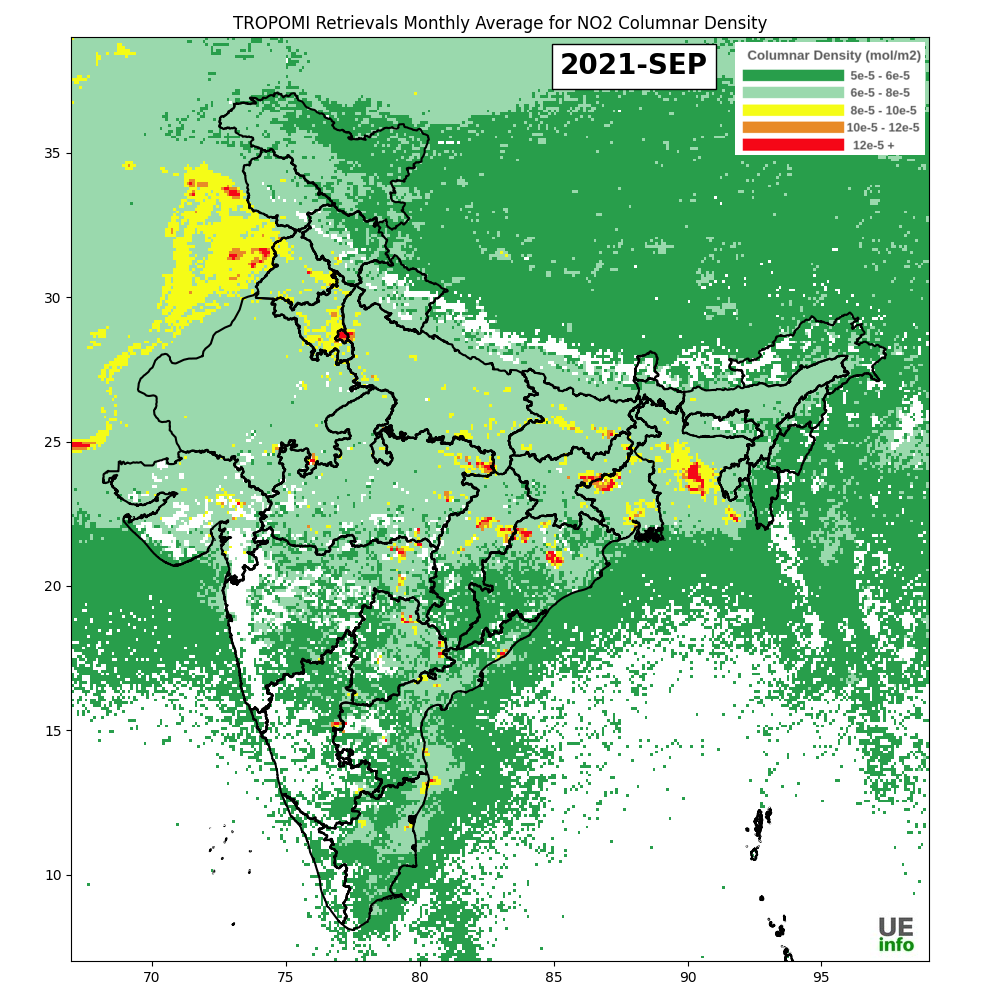 TROPOMI Retrievals Monthly Average for NO2 Columnar Density
2021-SEP
Columnar Density (mol/m2)
5e-5 - 6e-5
6e-5 - 8e-5
8e-5 - 10e-5
10e-5 - 12e-5
12e-5 +
35
30
25
20
15
10
70 75 80 85 90 95
UE
info